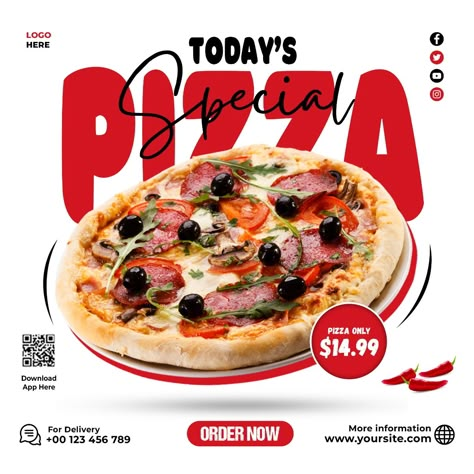 LOGO
HERE
TODAY'S
PIZZA
Special
PIZZA ONLY
$14.99
Download
App Here
For Delivery
+00 123 456 789
ORDER NOW
More information
www.yoursite.com